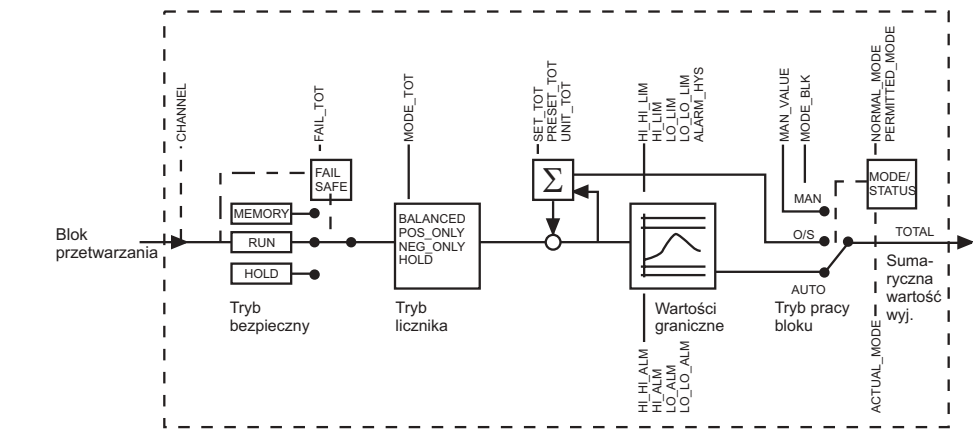 CHANNEL
FAIL_TOT
MODE_TOT
SET_TOT
PRESET_TOT
UNIT_TOT
HI_HI_LIM
HI_LIM
LO_LIM
LO_LO_LIM
ALARM_HYS
MAN_VALUE
MODE_BLK
NORMAL_MODE
PERMITTED_MODE
FAIL
SAFE
Σ
MODE/
STATUS
MEMORY
RUN
HOLD
BALANCED
POS_ONLY
NEG_ONLY
HOLD
MAN
O/S
AUTO
TOTAL
Blok
przetwarzania
Tryb
bezpieczny
Tryb
licznika
Wartości
graniczne
Tryb pracy
bloku
Suma-
ryczna
wartość
wyj.
HI_HI_ALM
HI_ALM
LO_ALM
LO_LO_ALM
ACTUAL_MODE